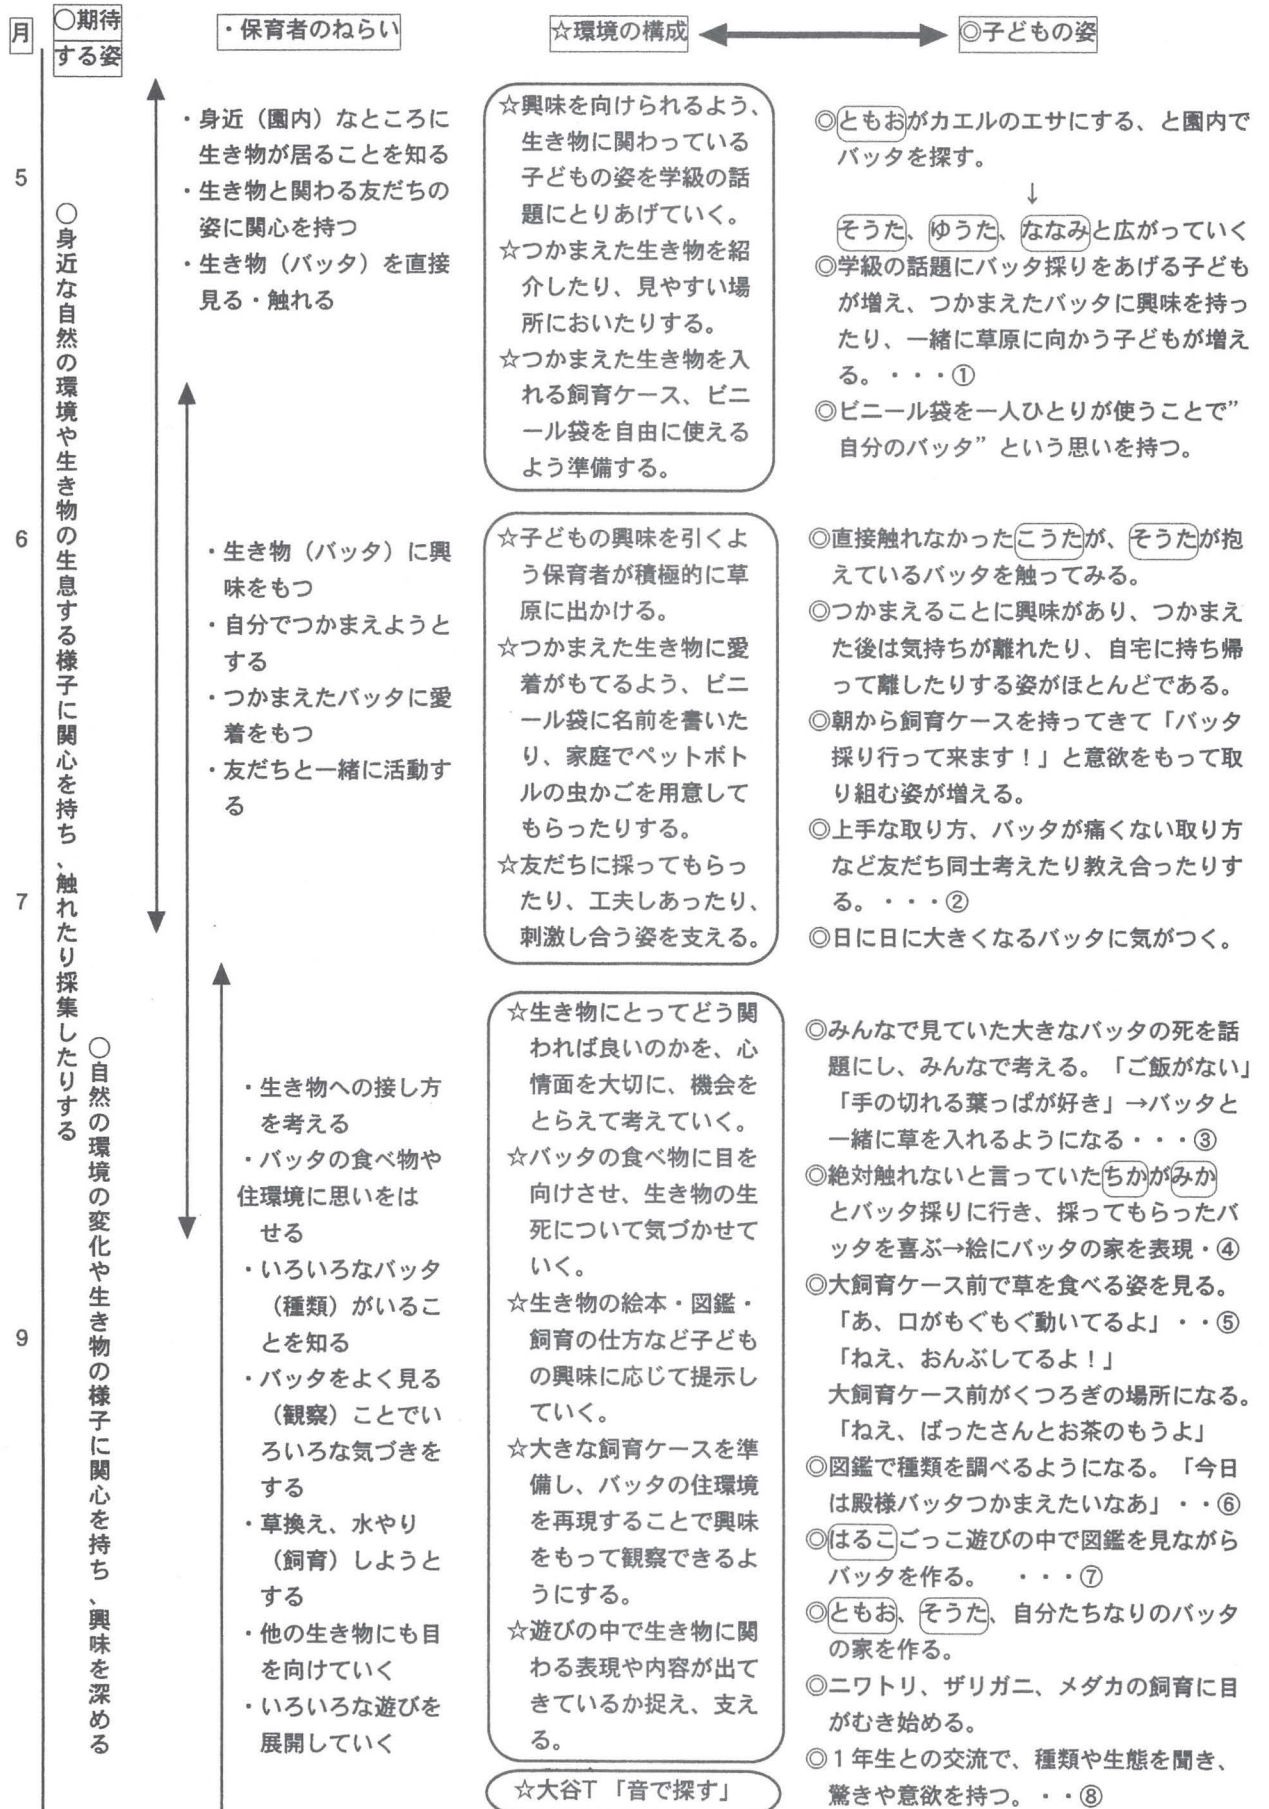 月
○期待
する姿
・保育者のねらい
☆環境の構成
◎子どもの姿
5
6
7
9
○身近な自然の環境や生き物の生息する様子に関心を持ち、触れたり採集したりする
○自然の環境の変化や生き物の様子に関心を持ち、興味を深める
・身近（園内）なところに
生き物が居ることを知る
・生き物と関わる友だちの
姿に関心を持つ
・生き物（バッタ）を直接
見る・触れる
☆興味を向けられるよう、
生き物に関わっている
子どもの姿を学級の話
題にとりあげていく。
☆つかまえた生き物を紹
介したり、見やすい場
所においたりする。
☆つかまえた生き物を入
れる飼育ケース、ビニ
ール袋を自由に使える
よう準備する。
◎ともおがカエルのエサにする、と園内で
バッタを探す。
↓
そうた、ゆうた、ななみと広がっていく
◎学級の話題にバッタ採りをあげる子ども
が増え、つかまえたバッタに興味を持っ
たり、一緒に草原に向かう子どもが増え
る。・・・①
◎ビニール袋を一人ひとりが使うことで”
自分のバッタ”という思いを持つ。
・生き物（バッタ）に興
味をもつ
・自分でつかまえようと
する
・つかまえたバッタに愛
着をもつ
・友だちと一緒に活動す
る
☆子どもの興味を引くよ
う保育者が積極的に草
原に出かける。
☆つかまえた生き物に愛
着がもてるよう、ビニ
ール袋に名前を書いた
り、家庭でペットボト
ルの虫かごを用意して
もらったりする。
☆友だちに採ってもらっ
たり、工夫しあったり、
刺激し合う姿を支える。
◎直接触れなかったこうたが、そうたが抱
えているバッタを触ってみる。
◎つかまえることに興味があり、つかまえ
た後は気持ちが離れたり、自宅に持ち帰
って離したりする姿がほとんどである。
◎朝から飼育ケースを持ってきて「バッタ
採り行って来ます！」と意欲をもって取
り組む姿が増える。
◎上手な取り方、バッタが痛くない取り方
など友だち同士考えたり教え合ったりす
る。・・・②
◎日に日に大きくなるバッタに気がつく。
・生き物への接し方
を考える
・バッタの食べ物や
住環境に思いをは
せる
・いろいろなバッタ
（種類）がいるこ
とを知る
・バッタをよく見る
（観察）ことでい
ろいろな気づきを
する
・草換え、水やり
（飼育）しようと
する
・他の生き物にも目
を向けていく
・いろいろな遊びを
展開していく
☆生き物にとってどう関
われば良いのかを、心
情面を大切に、機会を
とらえて考えていく。
☆バッタの食べ物に目を
向けさせ、生き物の生
死について気づかせて
いく。
☆生き物の絵本・図鑑・
飼育の仕方など子ども
の興味に応じて提示し
ていく。
☆大きな飼育ケースを準
備し、バッタの住環境
を再現することで興味
をもって観察できるよ
うにする。
☆遊びの中で生き物に関
わる表現や内容が出て
きているか捉え、支え
る。
☆大谷T「音で探す」
◎みんなで見ていた大きなバッタの死を話
題にし、みんなで考える。「ご飯がない」
「手の切れる葉っぱが好き」→バッタと
一緒に草を入れるようになる・・・③
◎絶対触れないと言っていたちかがみか
とバッタ採りに行き、採ってもらったバ
ッタを喜ぶ→絵にバッタの家を表現・④
◎大飼育ケース前で草を食べる姿を見る。
「あ、口がもぐもぐ動いてるよ」・・⑤
「ねえ、おんぶしてるよ！」
大飼育ケース前がくつろぎの場所になる。
「ねえ、ばったさんとお茶のもうよ」
◎図鑑で種類を調べるようになる。「今日
は殿様バッタつかまえたいなあ」・・⑥
◎はるこごっこ遊びの中で図鑑を見ながら
バッタを作る。・・・⑦
◎ともお、そうた、自分たちなりのバッタ
の家を作る。
◎ニワトリ、ザリガニ、メダカの飼育に目
がむき始める。
◎１年生との交流で、種類や生態を聞き、
驚きや意欲を持つ。・・⑧